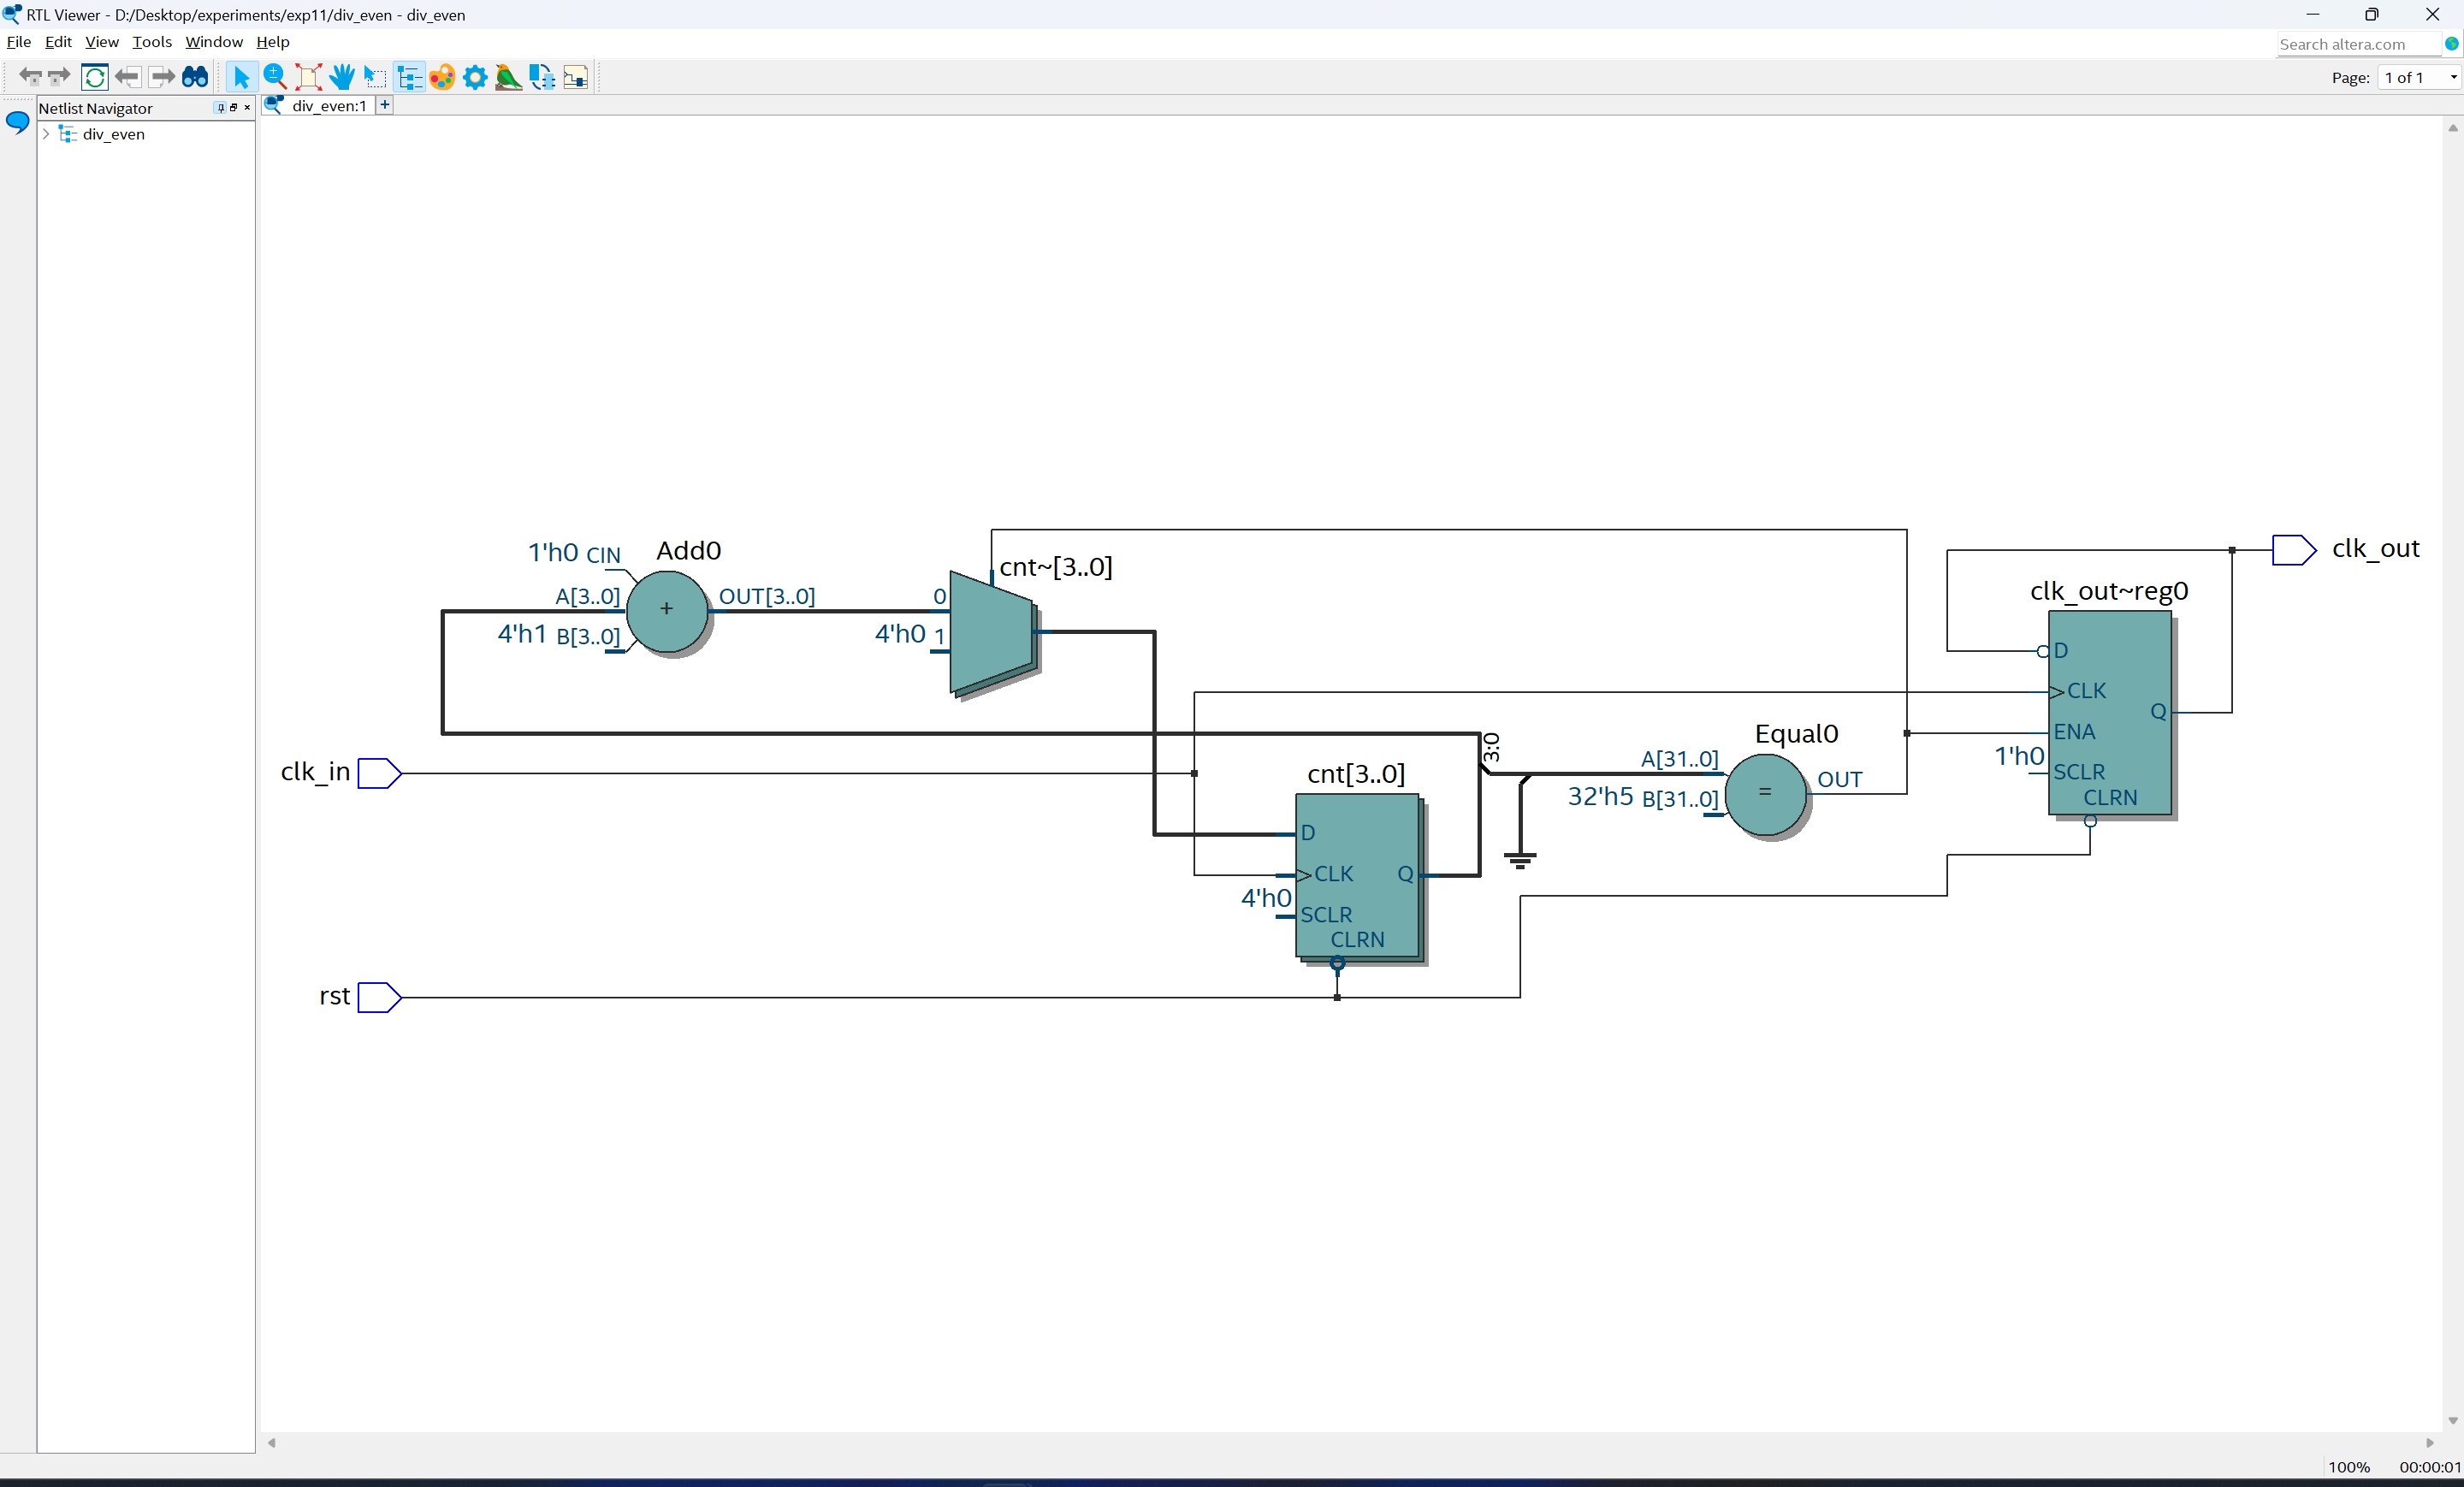 RTL Viewer - D:/Desktop/experiments/exp11/div_even - div_even
File Edit View Tools Window Help
Search altera.com
Page: 1 of 1
Netlist Navigator
div_even:1
div_even
1'h0 CIN
Add0
A[3..0]
OUT[3..0]
4'h1 B[3..0]
+
cnt~[3..0]
0
4'h0 1
clk_out
clk_out~reg0
D
CLK
Q
ENA
1'h0
SCLR
CLRN
3:0
Equal0
A[31..0]
OUT
32'h5 B[31..0]
=
clk_in
cnt[3..0]
D
CLK
Q
4'h0
SCLR
CLRN
rst
100% 00:00:01